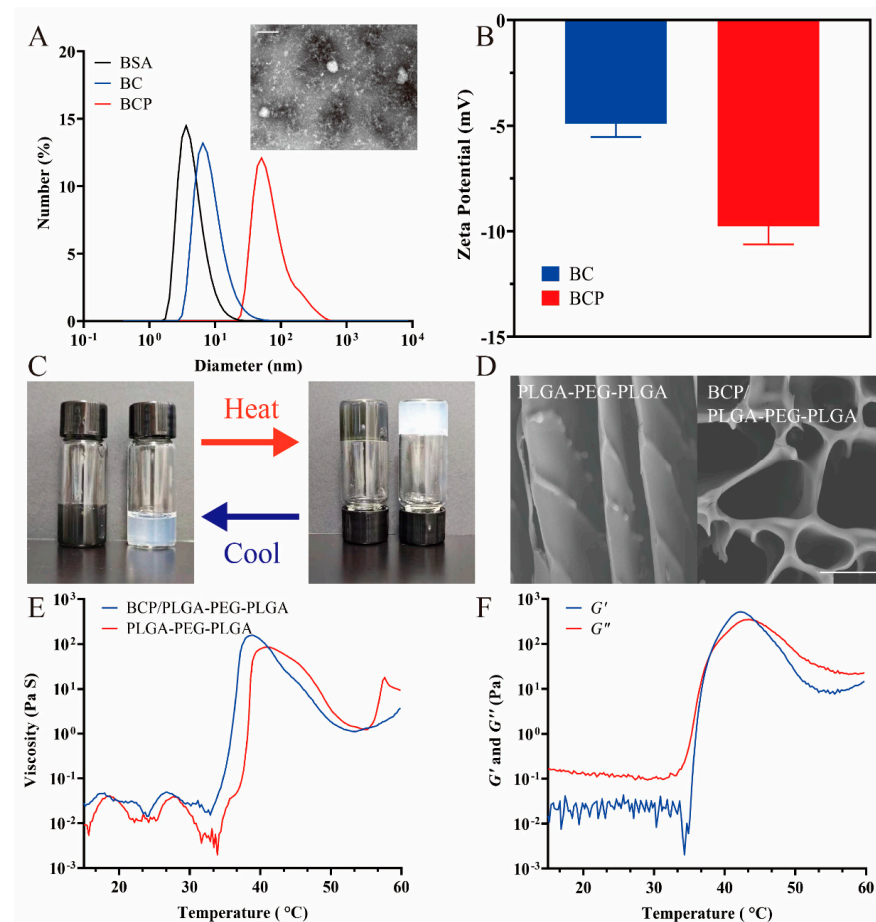 A
BSA
BC
BCP
20
15
10
5
0
Number (%)
10-1
100
101
102
103
104
Diameter (nm)
B
0
-5
-10
-15
Zeta Potential (mV)
BC
BCP
C
Heat
Cool
D
PLGA-PEG-PLGA
BCP/
PLGA-PEG-PLGA
E
BCP/PLGA-PEG-PLGA
PLGA-PEG-PLGA
103
102
101
100
10-1
10-2
10-3
Viscosity (Pa S)
20
30
40
50
60
Temperature ( °C)
F
G'
G"
103
102
101
100
10-1
10-2
10-3
G' and G" (Pa)
20
30
40
50
60
Temperature ( °C)